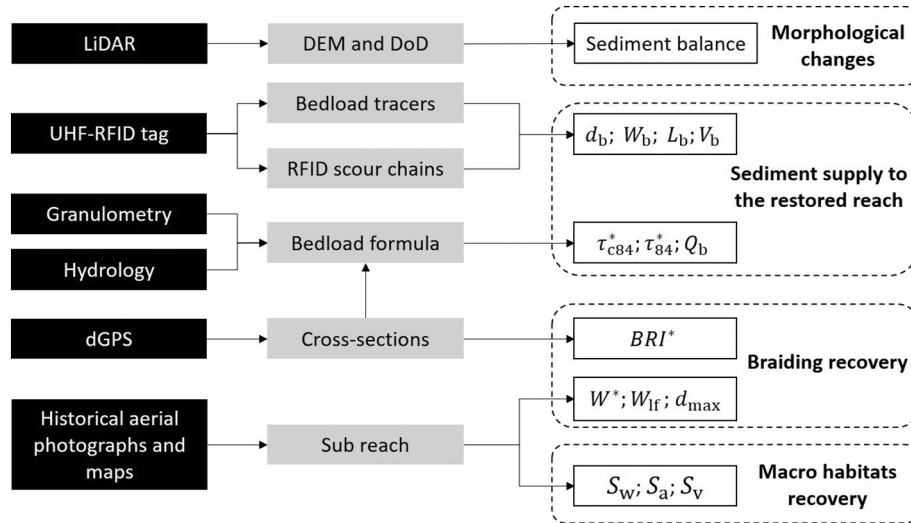 LiDAR
DEM and DoD
Sediment balance
Morphological
changes
UHF-RFID tag
Bedload tracers
RFID scour chains
d_b; W_b; L_b; V_b
Sediment supply to
the restored reach
Granulometry
Hydrology
Bedload formula
τ*_c84; τ*_84; Q_b
dGPS
Cross-sections
BRI*
Braiding recovery
Historical aerial
photographs and
maps
Sub reach
W*; W_lf; d_max
S_w; S_a; S_v
Macro habitats
recovery